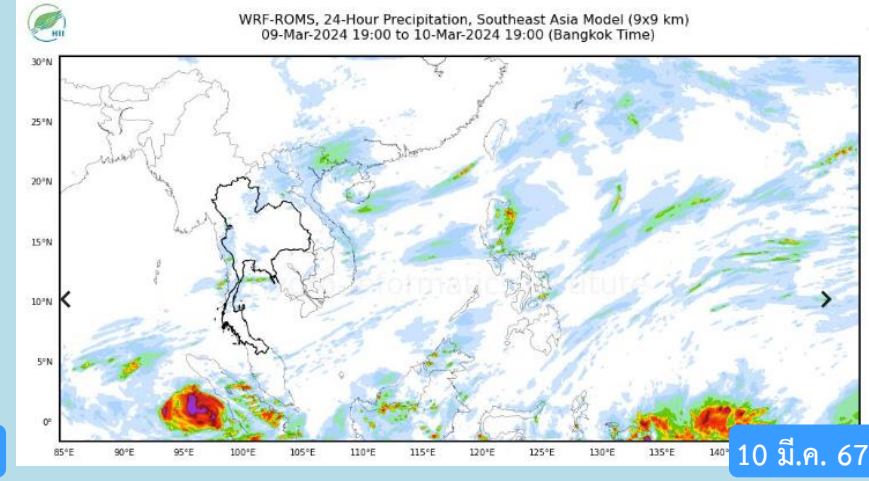 HII
WRF-ROMS, 24-Hour Precipitation, Southeast Asia Model (9x9 km)
09-Mar-2024 19:00 to 10-Mar-2024 19:00 (Bangkok Time)
30°N
25°N
20°N
15°N
10°N
5°N
0°
85°E 90°E 95°E 100°E 105°E 110°E 115°E 120°E 125°E 130°E 135°E 140°
10 มี.ค. 67